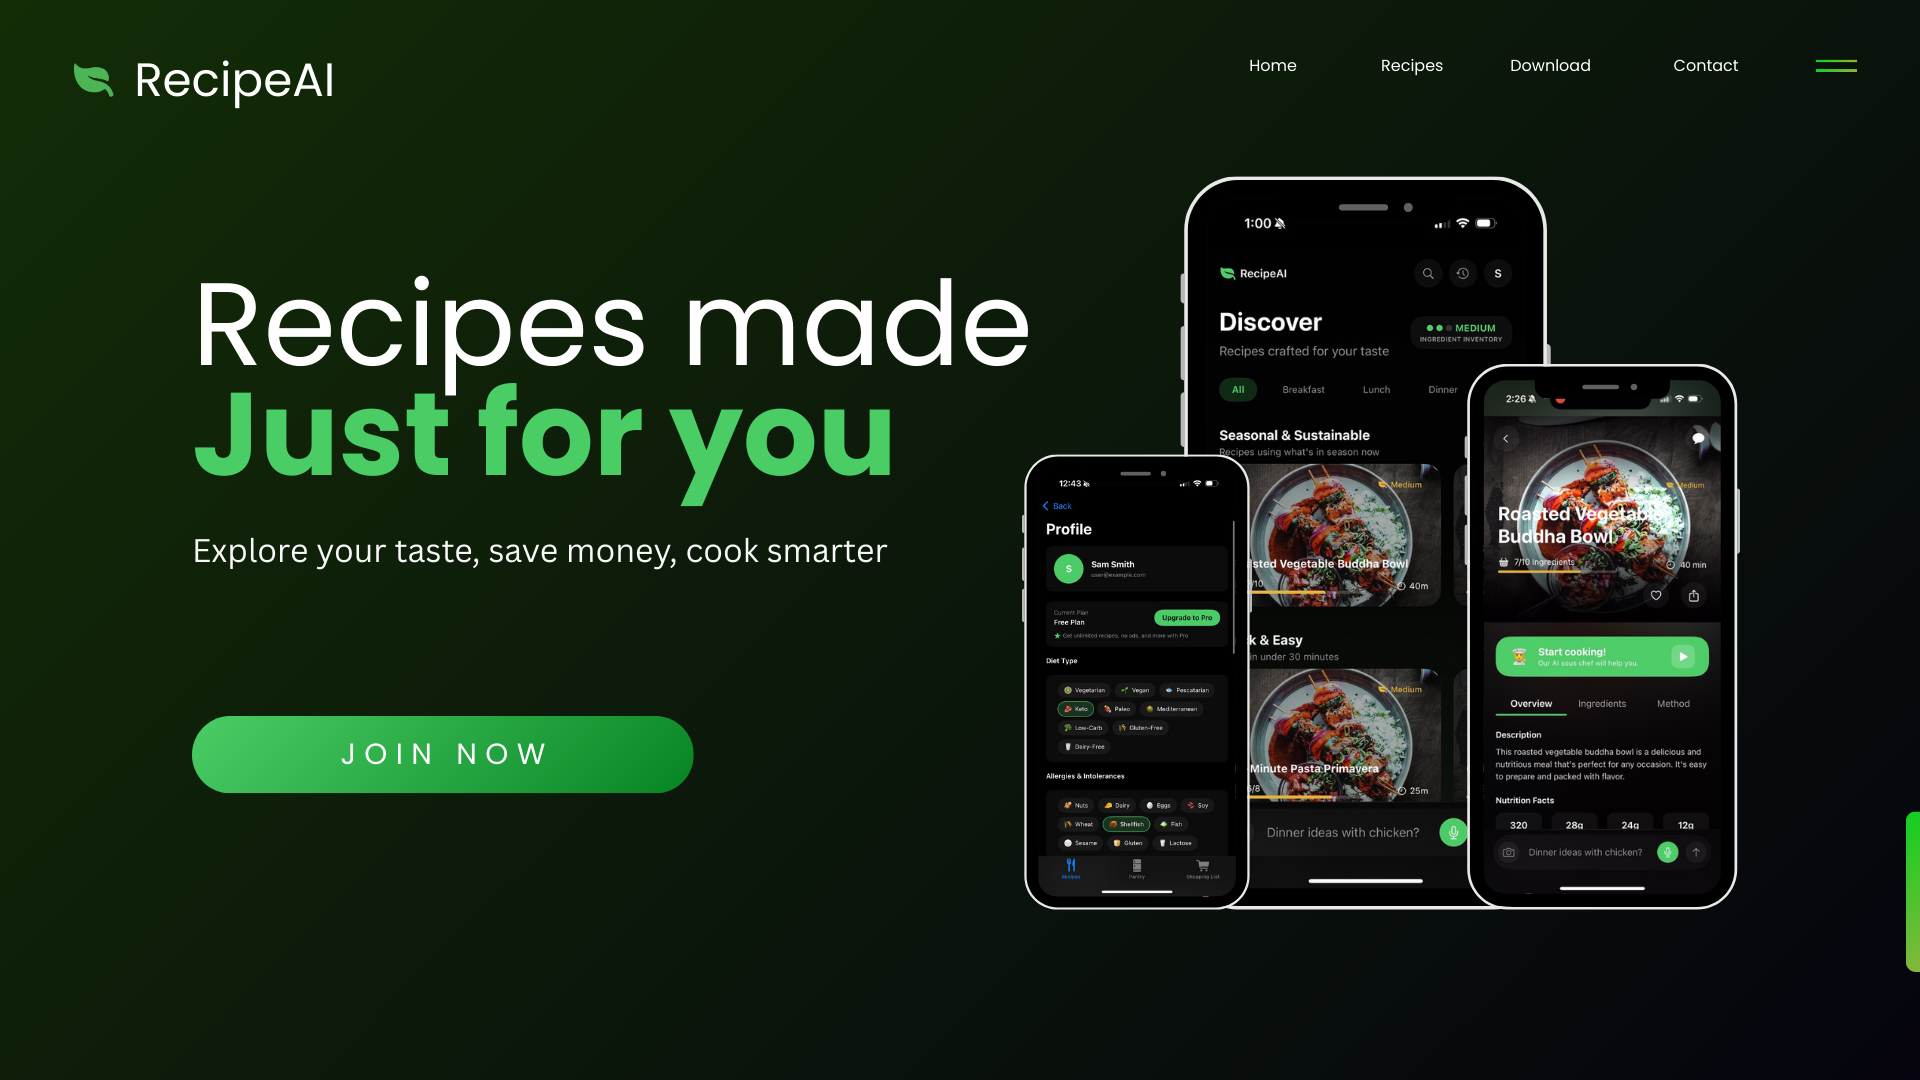 RecipeAI
Home Recipes Download Contact
Recipes made
Just for you
Explore your taste, save money, cook smarter
JOIN NOW
1:00
RecipeAI
S
Discover
Recipes crafted for your taste
MEDIUM
INGREDIENT INVENTORY
All Breakfast Lunch Dinner
Seasonal & Sustainable
Recipes using what's in season now
Medium
sted Vegetable Buddha Bowl
/10
40m
k & Easy
in under 30 minutes
Medium
Minute Pasta Primavera
6/8
25m
Dinner ideas with chicken?
12:43
Back
Profile
S
Sam Smith
user@example.com
Current Plan
Free Plan
Upgrade to Pro
Get unlimited recipes, no ads, and more with Pro
Diet Type
Vegetarian Vegan Pescatarian
Keto Paleo Mediterranean
Low-Carb Gluten-Free
Dairy-Free
Allergies & Intolerances
Nuts Dairy Eggs Soy
Wheat Shellfish Fish
Sesame Gluten Lactose
Recipes Pantry Shopping List
2:26
Medium
Roasted Vegetable
Buddha Bowl
7/10 Ingredients
40 min
Start cooking!
Our AI sous chef will help you.
Overview Ingredients Method
Description
This roasted vegetable buddha bowl is a delicious and
nutritious meal that's perfect for any occasion. It's easy
to prepare and packed with flavor.
Nutrition Facts
320 28g 24g 12g
Dinner ideas with chicken?